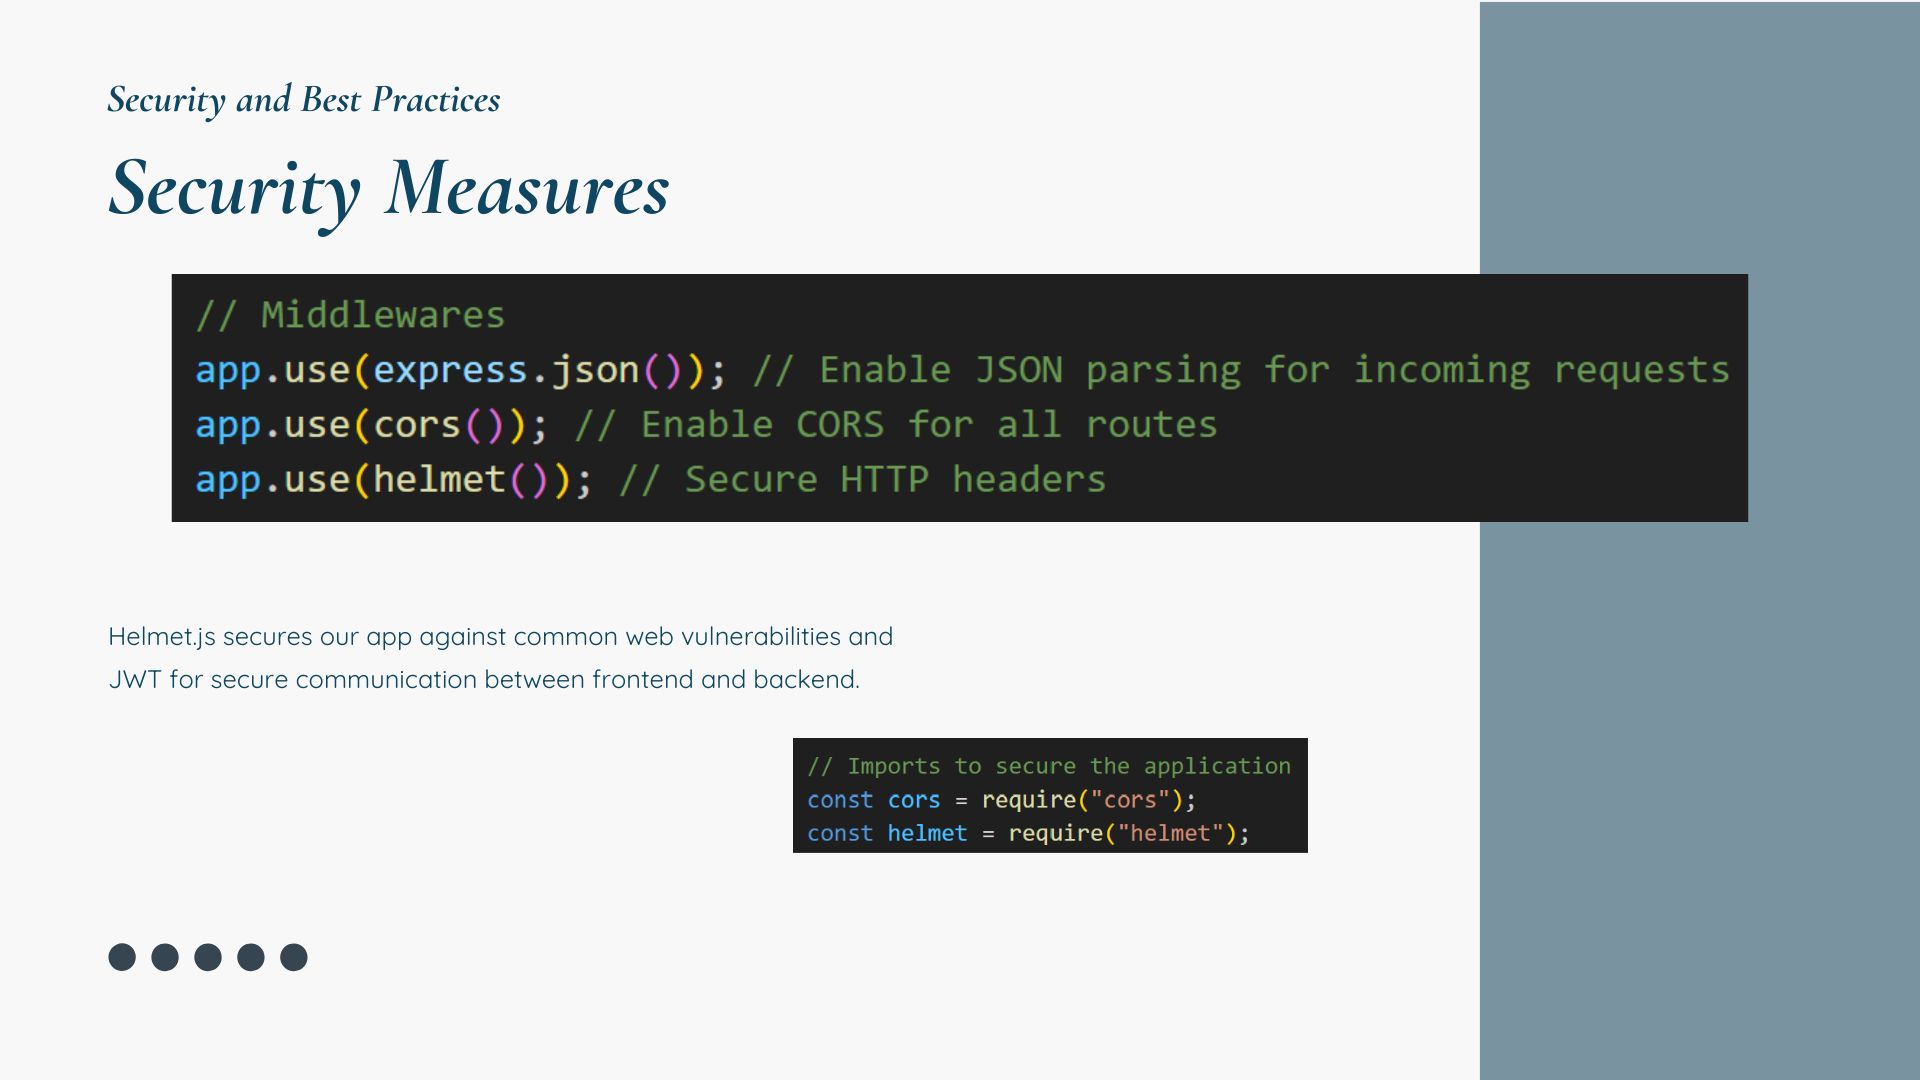 Security and Best Practices
Security Measures
// Middlewares
app.use(express.json()); // Enable JSON parsing for incoming requests
app.use(cors()); // Enable CORS for all routes
app.use(helmet()); // Secure HTTP headers
Helmet.js secures our app against common web vulnerabilities and
JWT for secure communication between frontend and backend.
// Imports to secure the application
const cors = require("cors");
const helmet = require("helmet");